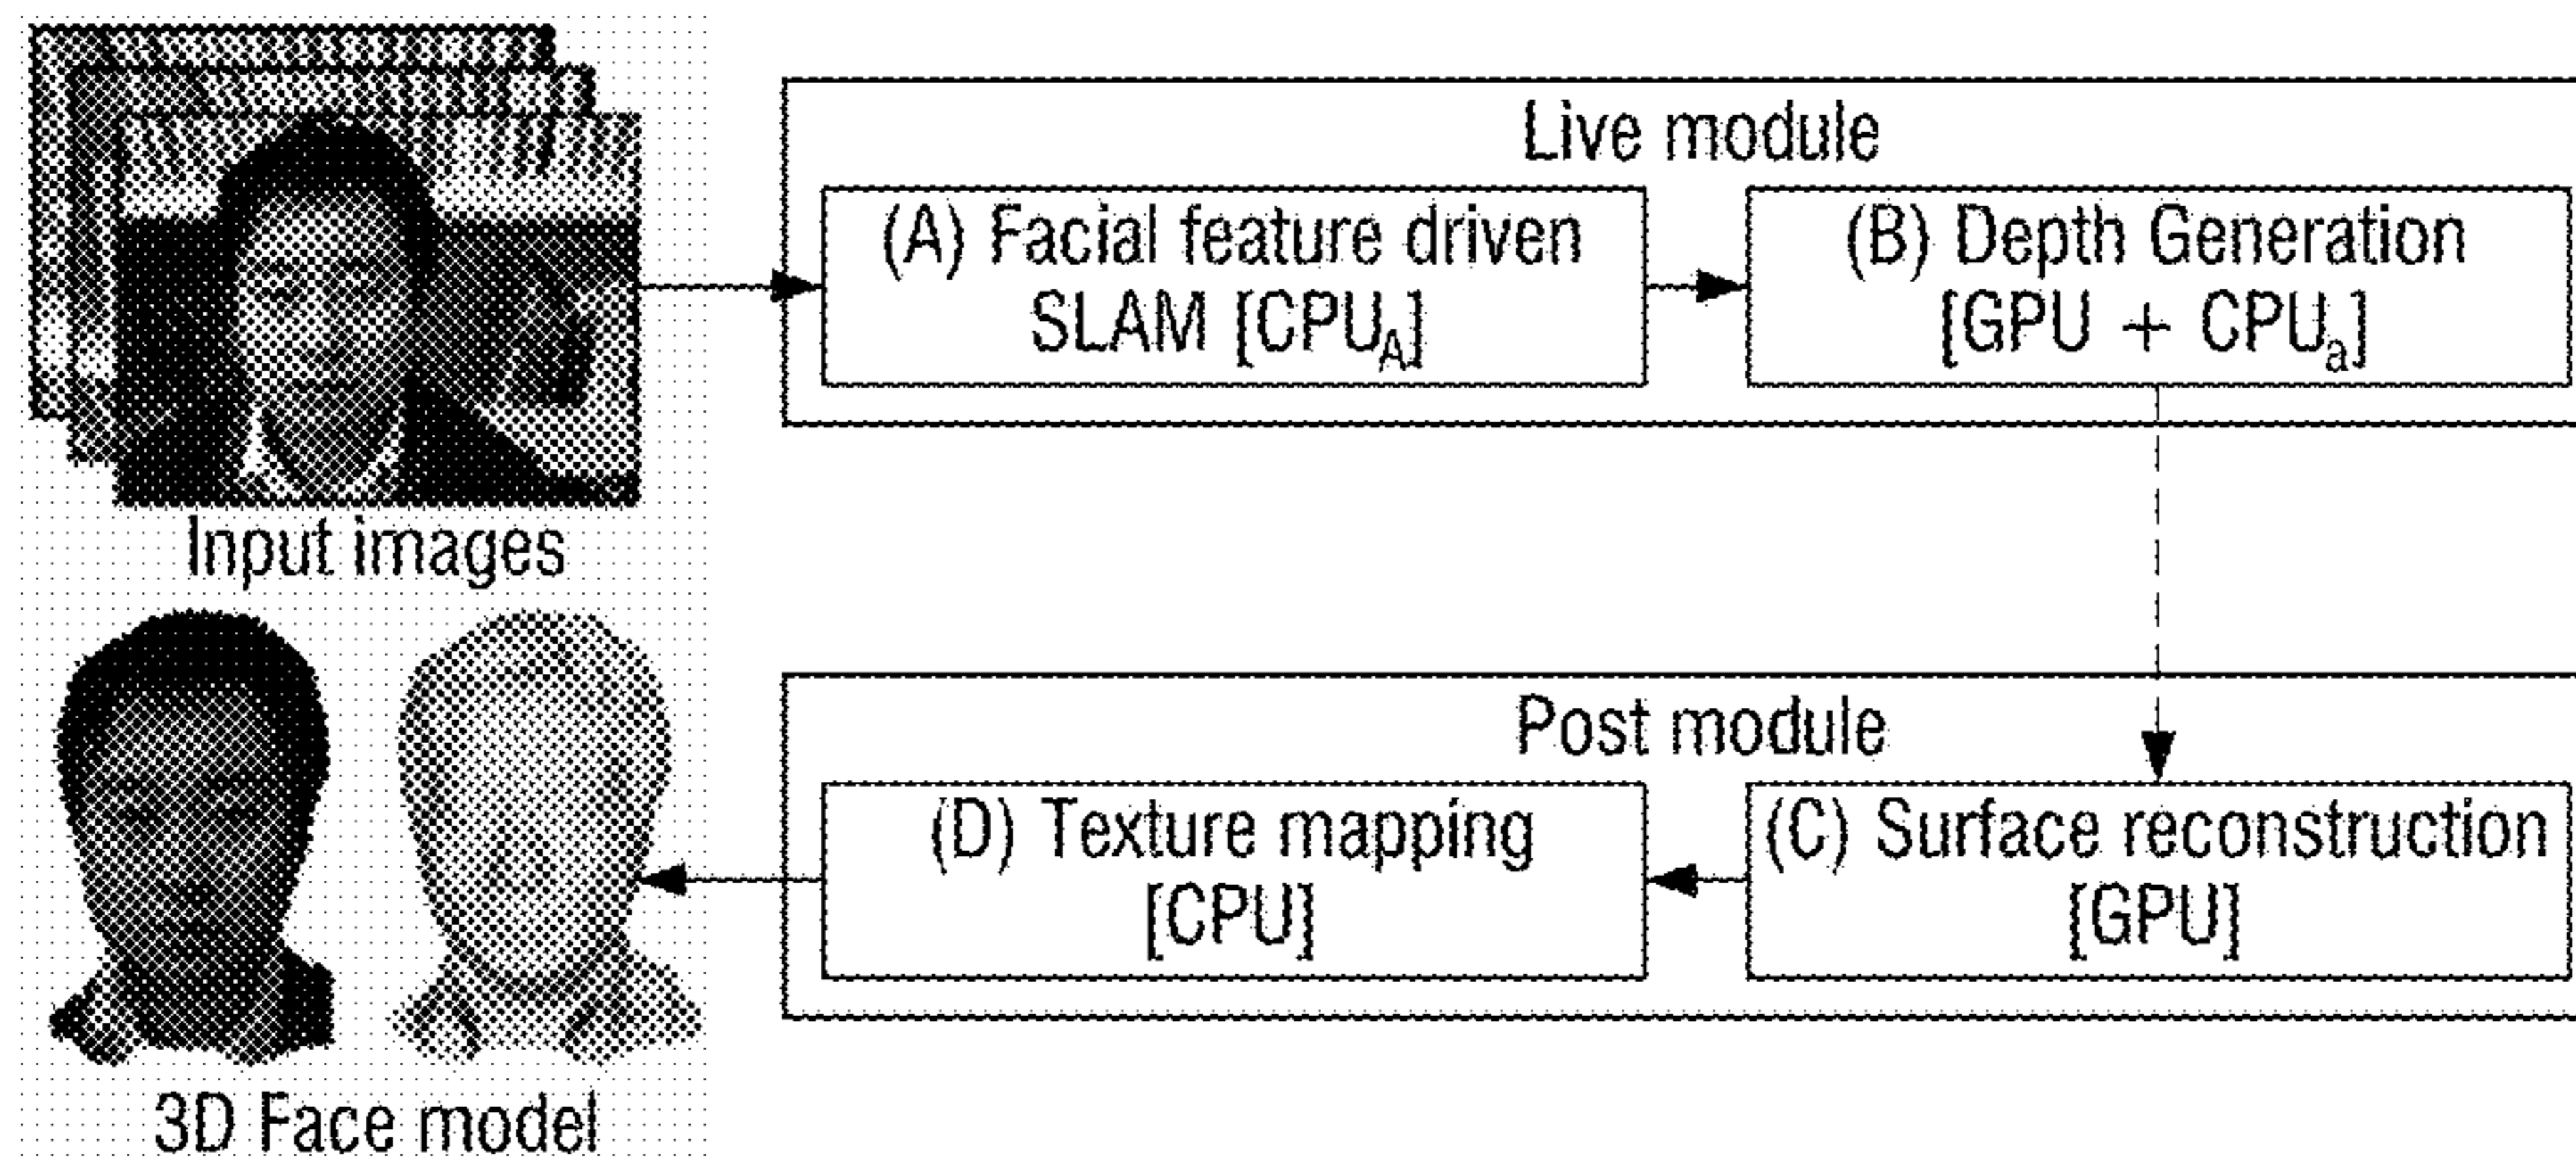 Live module
(A) Facial feature driven
SLAM [CPU_A]
(B) Depth Generation
[GPU + CPU_a]
Input images
Post module
(D) Texture mapping
[CPU]
(C) Surface reconstruction
[GPU]
3D Face model